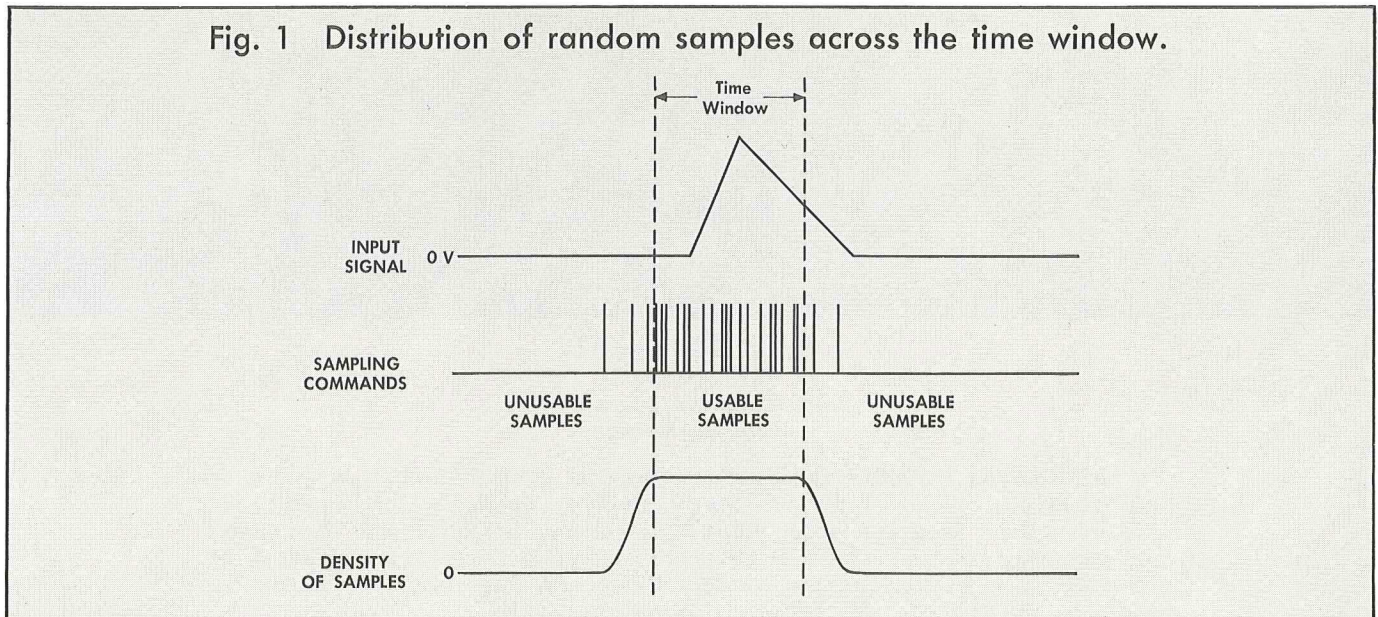 Fig. 1 Distribution of random samples across the time window.
Time
Window
INPUT
SIGNAL
0 V
SAMPLING
COMMANDS
UNUSABLE
SAMPLES
USABLE
SAMPLES
UNUSABLE
SAMPLES
DENSITY
OF SAMPLES
0